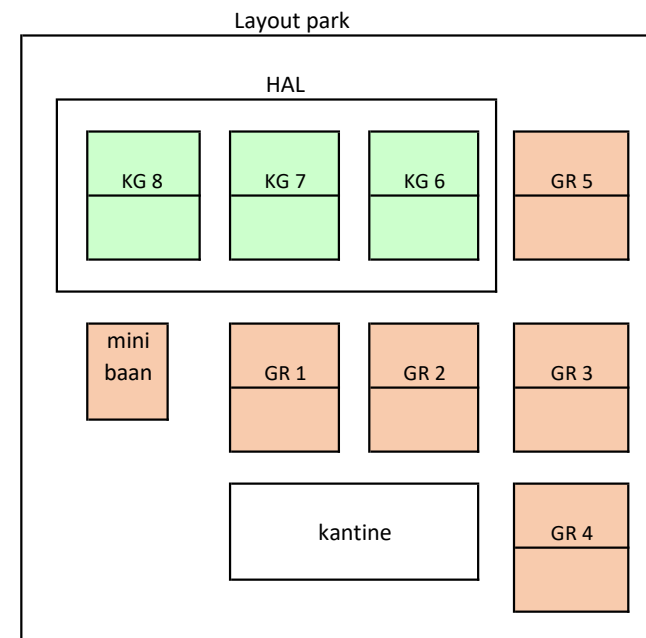 Layout park
HAL
KG 8
KG 7
KG 6
GR 5
mini
baan
GR 1
GR 2
GR 3
kantine
GR 4